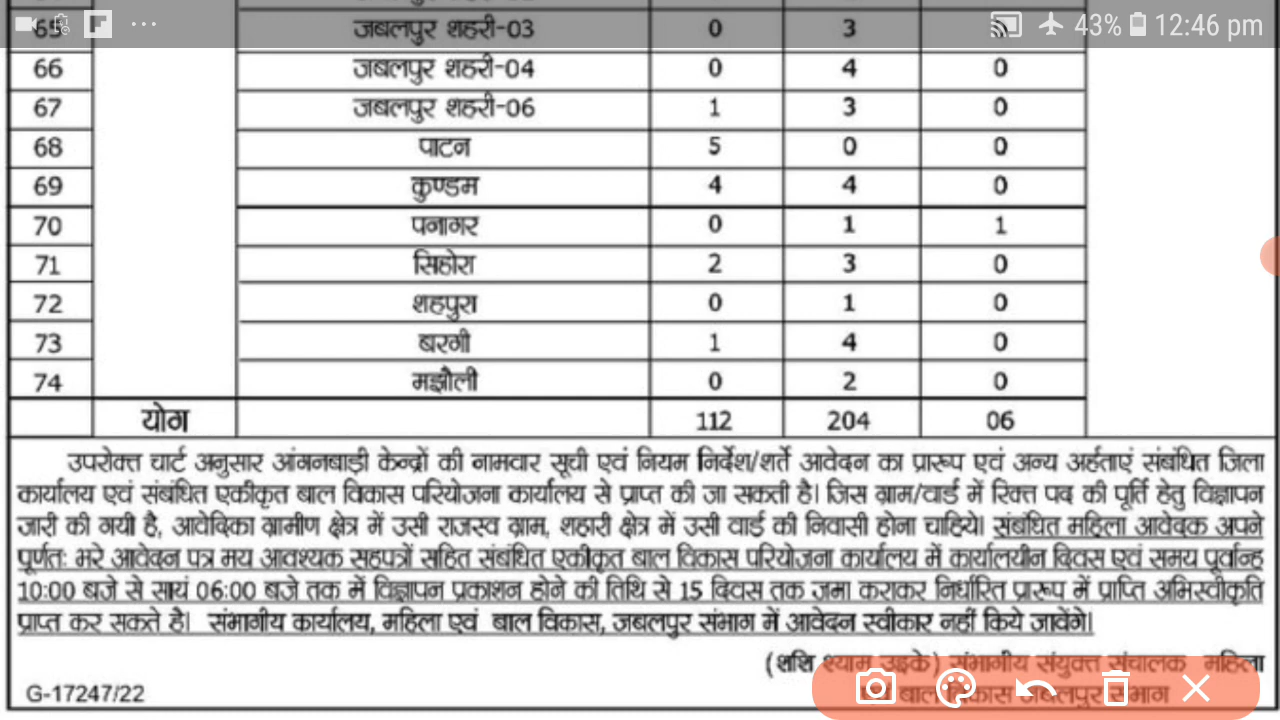 43% 12:46 pm
65 जबलपुर शहरी-03 0 3
66 जबलपुर शहरी-04 0 4 0
67 जबलपुर शहरी-06 1 3 0
68 पाटन 5 0 0
69 कुण्डम 4 4 0
70 पनागर 0 1 1
71 सिहोरा 2 3 0
72 शहपुरा 0 1 0
73 बरगी 1 4 0
74 मझौली 0 2 0
योग 112 204 06
उपरोक्त चार्ट अनुसार आंगनबाड़ी केन्द्रों की नामवार सूची एवं नियम निर्देश/शर्ते आवेदन का प्रारूप एवं अन्य अर्हताएं संबंधित जिला
कार्यालय एवं संबंधित एकीकृत बाल विकास परियोजना कार्यालय से प्राप्त की जा सकती है। जिस ग्राम/वार्ड में रिक्त पद की पूर्ति हेतु विज्ञापन
जारी की गयी है, आवेदिका ग्रामीण क्षेत्र में उसी राजस्व ग्राम, शहारी क्षेत्र में उसी वार्ड की निवासी होना चाहिये। संबंधित महिला आवेदक अपने
पूर्णतः भरे आवेदन पत्र मय आवश्यक सहपत्रों सहित संबंधित एकीकृत बाल विकास परियोजना कार्यालय में कार्यालयीन दिवस एवं समय पूर्वान्ह
10:00 बजे से सायं 06:00 बजे तक में विज्ञापन प्रकाशन होने की तिथि से 15 दिवस तक जमा कराकर निर्धारित प्रारूप में प्राप्ति अभिस्वीकृति
प्राप्त कर सकते है। संभागीय कार्यालय, महिला एवं बाल विकास, जबलपुर संभाग में आवेदन स्वीकार नहीं किये जावेंगे।
(शशि श्याम उइके) संभागीय संयुक्त संचालक महिला
G-17247/22 एवं बाल विकास जबलपुर संभाग